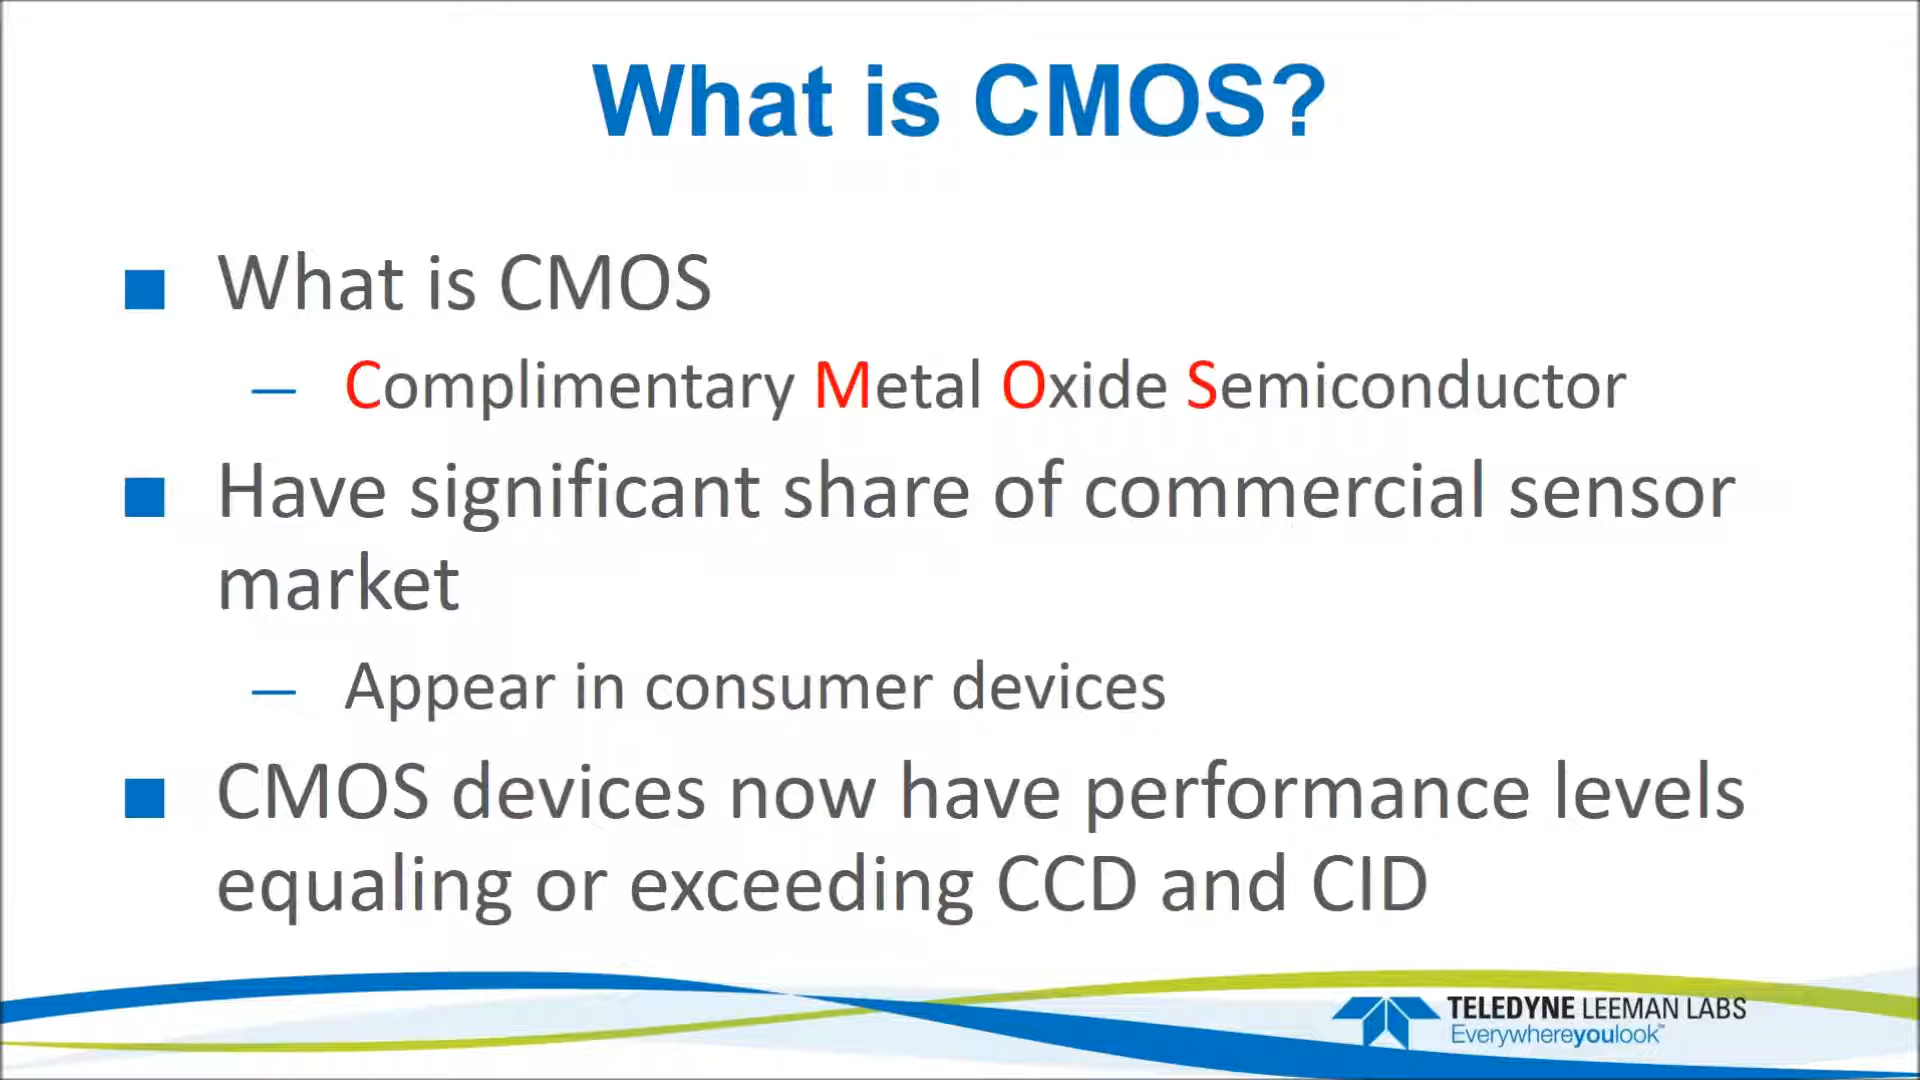 What is CMOS?
■ What is CMOS
– Complimentary Metal Oxide Semiconductor
■ Have significant share of commercial sensor
market
– Appear in consumer devices
■ CMOS devices now have performance levels
equaling or exceeding CCD and CID
TELEDYNE LEEMAN LABS
Everywhereyoulook™